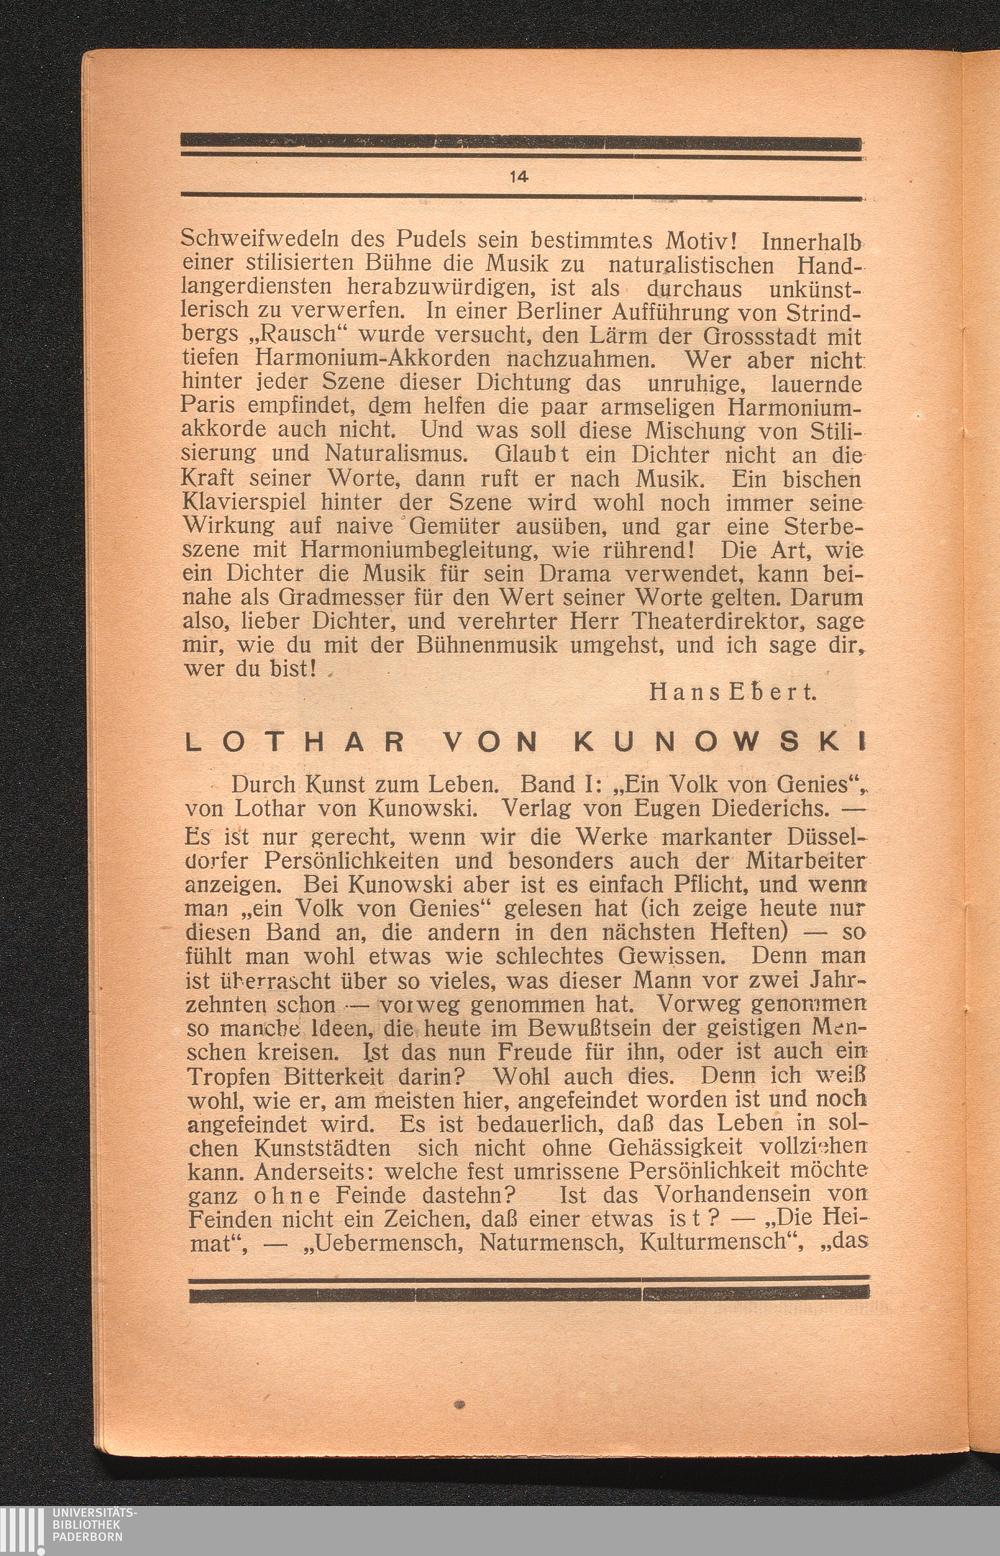 14
Schweifwedeln des Pudels sein bestimmtes Motiv! Innerhalb
einer stilisierten Bühne die Musik zu naturalistischen Hand-
langerdiensten herabzuwürdigen, ist als durchaus unkünst-
lerisch zu verwerfen. In einer Berliner Aufführung von Strind-
bergs „Rausch“ wurde versucht, den Lärm der Grossstadt mit
tiefen Harmonium-Akkorden nachzuahmen. Wer aber nicht
hinter jeder Szene dieser Dichtung das unruhige, lauernde
Paris empfindet, dem helfen die paar armseligen Harmonium-
akkorde auch nicht. Und was soll diese Mischung von Stili-
sierung und Naturalismus. Glaubt ein Dichter nicht an die
Kraft seiner Worte, dann ruft er nach Musik. Ein bischen
Klavierspiel hinter der Szene wird wohl noch immer seine
Wirkung auf naive Gemüter ausüben, und gar eine Sterbe-
szene mit Harmoniumbegleitung, wie rührend! Die Art, wie
ein Dichter die Musik für sein Drama verwendet, kann bei-
nahe als Gradmesser für den Wert seiner Worte gelten. Darum
also, lieber Dichter, und verehrter Herr Theaterdirektor, sage
mir, wie du mit der Bühnenmusik umgehst, und ich sage dir,
wer du bist!
Hans Ebert.
LOTHAR VON KUNOWSKI
Durch Kunst zum Leben. Band I: „Ein Volk von Genies“,
von Lothar von Kunowski. Verlag von Eugen Diederichs. —
Es ist nur gerecht, wenn wir die Werke markanter Düssel-
dorfer Persönlichkeiten und besonders auch der Mitarbeiter
anzeigen. Bei Kunowski aber ist es einfach Pflicht, und wenn
man „ein Volk von Genies“ gelesen hat (ich zeige heute nur
diesen Band an, die andern in den nächsten Heften) — so
fühlt man wohl etwas wie schlechtes Gewissen. Denn man
ist überrascht über so vieles, was dieser Mann vor zwei Jahr-
zehnten schon — vorweg genommen hat. Vorweg genommen
so manche Ideen, die heute im Bewußtsein der geistigen Men-
schen kreisen. Ist das nun Freude für ihn, oder ist auch ein
Tropfen Bitterkeit darin? Wohl auch dies. Denn ich weiß
wohl, wie er, am meisten hier, angefeindet worden ist und noch
angefeindet wird. Es ist bedauerlich, daß das Leben in sol-
chen Kunststädten sich nicht ohne Gehässigkeit vollziehen
kann. Anderseits: welche fest umrissene Persönlichkeit möchte
ganz ohne Feinde dastehn? Ist das Vorhandensein von
Feinden nicht ein Zeichen, daß einer etwas ist? — „Die Hei-
mat“, — „Uebermensch, Naturmensch, Kulturmensch“, „das
UNIVERSITÄTS-
BIBLIOTHEK
PADERBORN